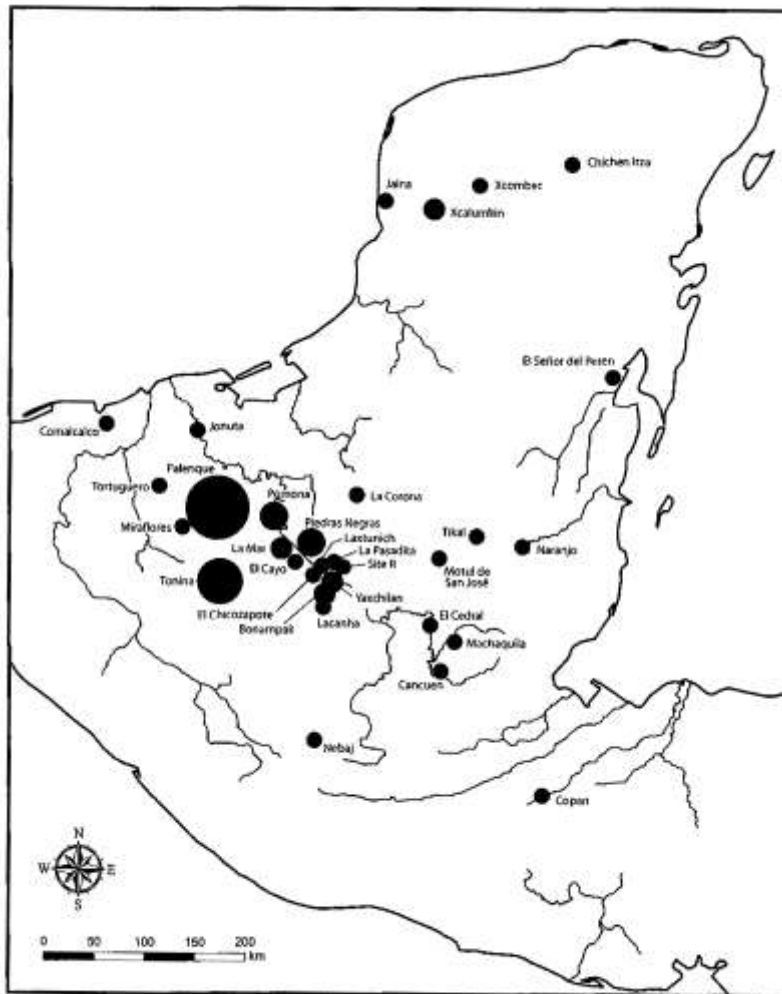 Chichen Itza
Xcombec
Jaina
Xcalumkin
El Señor del Peten
Comalcalco
Jonuta
Palenque
Tortuguero
Pomona
La Corona
Miraflores
Piedras Negras
Laxtunich
La Mar
La Pasadita
Tikal
Naranjo
El Cayo
Site R
Motul de
San José
Tonina
Yaxchilan
El Chicozapote
Bonampak
Lacanha
El Cedral
Machaquila
Cancuen
Nebaj
Copan
N
W E
S
0 50 100 150 200
km